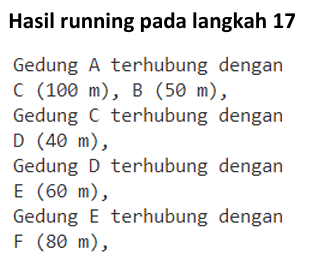 Hasil running pada langkah 17
Gedung A terhubung dengan
C (100 m), B (50 m),
Gedung C terhubung dengan
D (40 m),
Gedung D terhubung dengan
E (60 m),
Gedung E terhubung dengan
F (80 m),